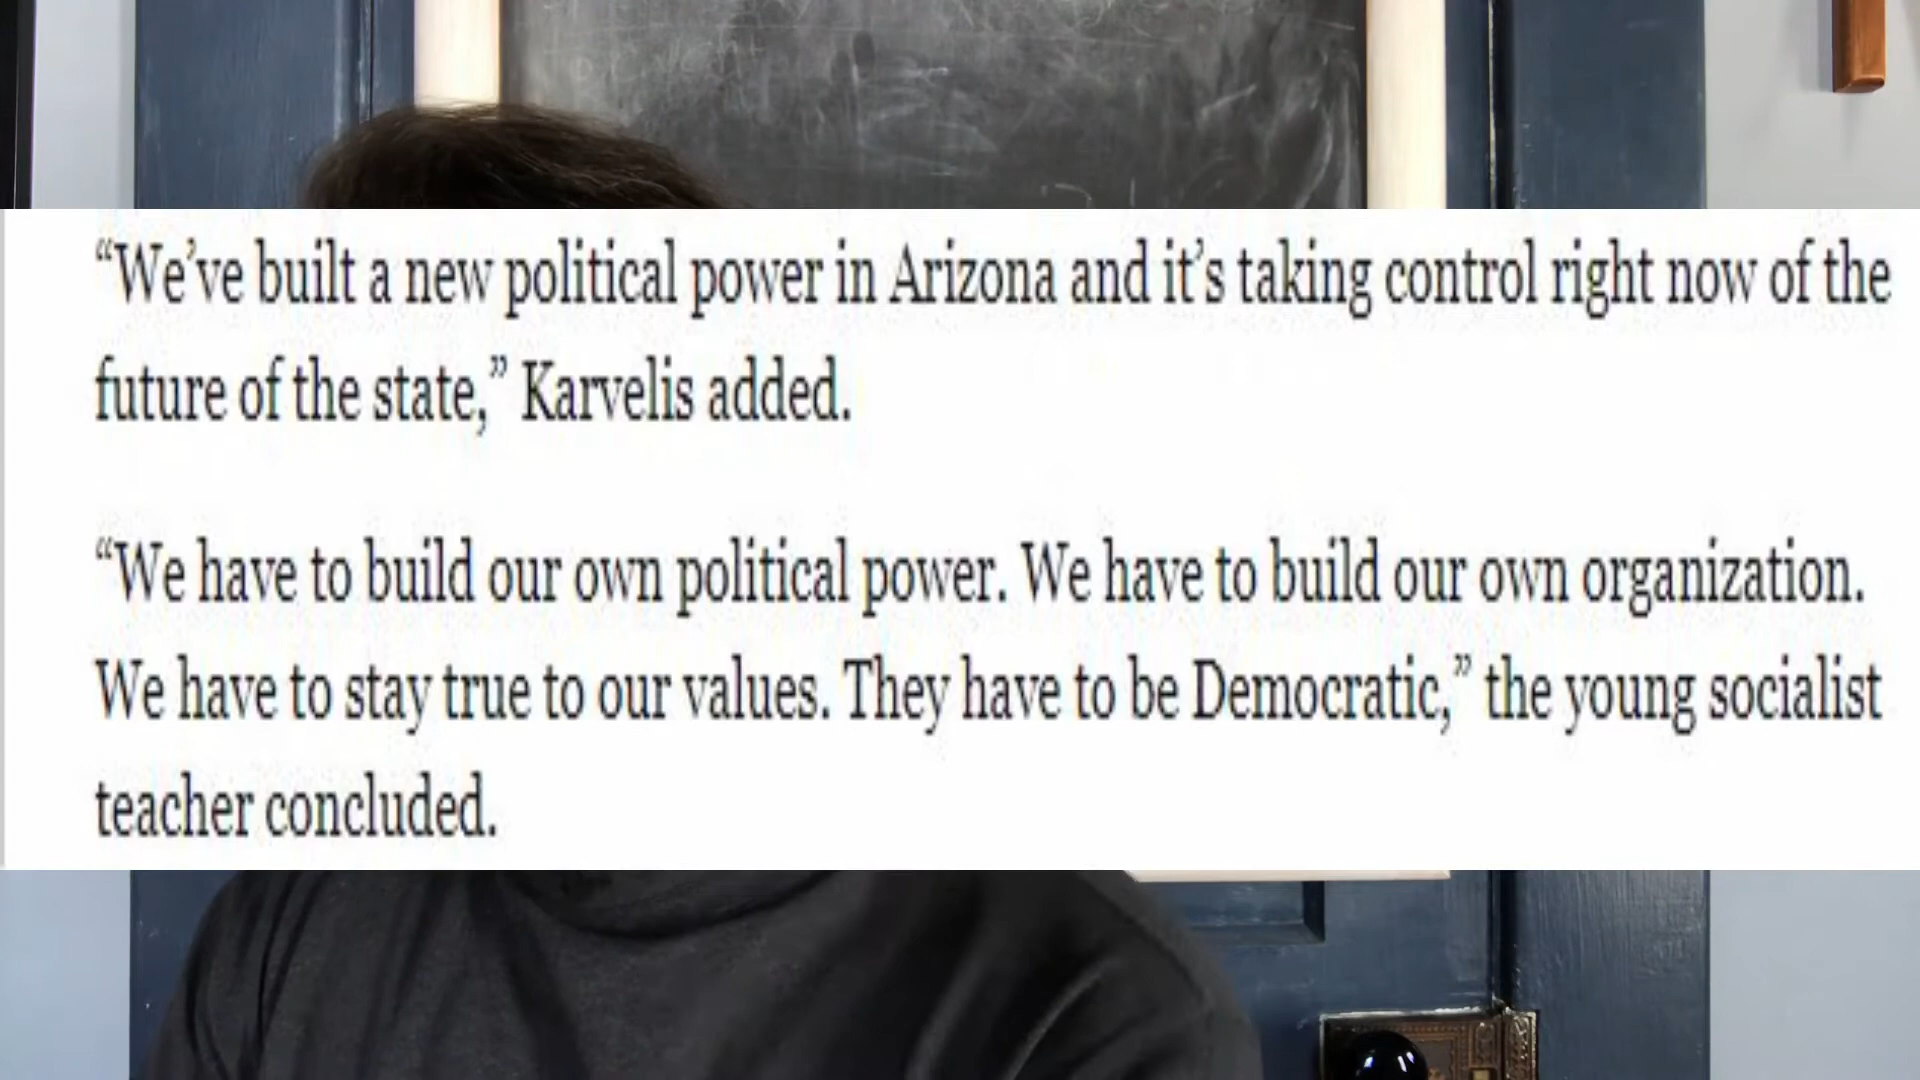 “We’ve built a new political power in Arizona and it’s taking control right now of the
future of the state,” Karvelis added.
“We have to build our own political power. We have to build our own organization.
We have to stay true to our values. They have to be Democratic,” the young socialist
teacher concluded.